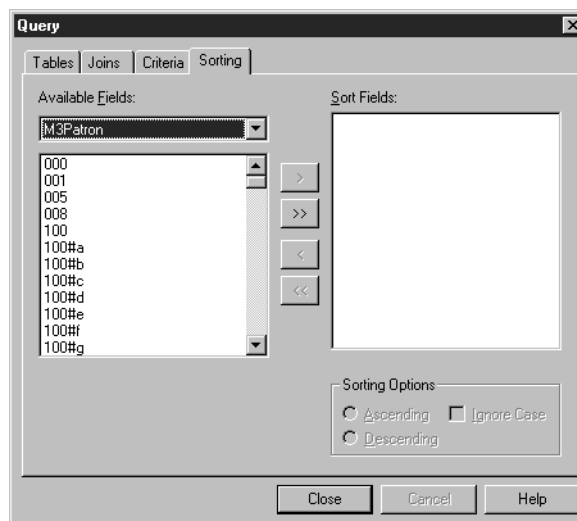 Query
Tables Joins Criteria Sorting
Available Fields:
M3Patron
000
001
005
008
100
100#a
100#b
100#c
100#d
100#e
100#f
100#g
>
>>
<
<<
Sort Fields:
Sorting Options
Ascending Ignore Case
Descending
Close Cancel Help